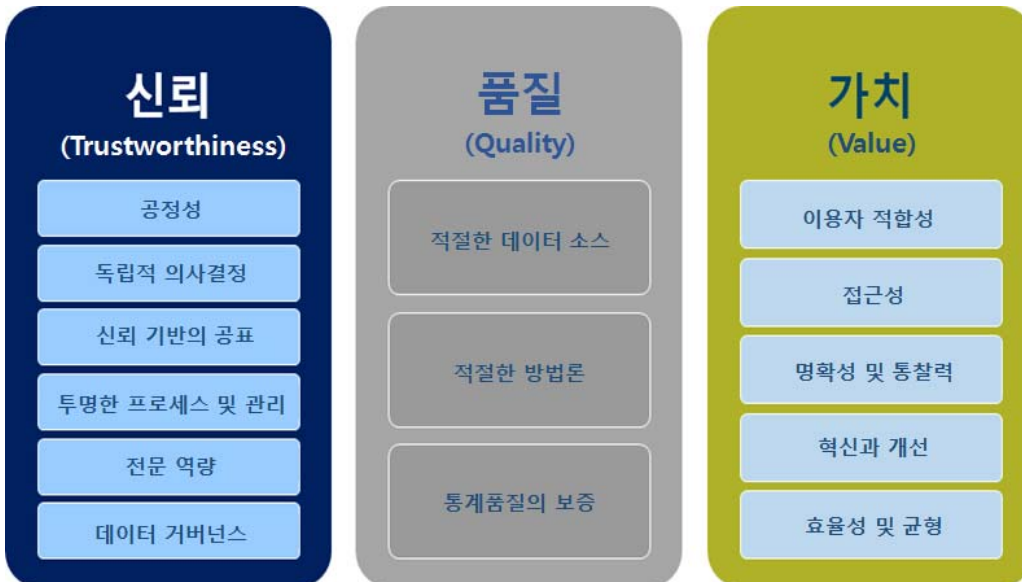 신뢰
(Trustworthiness)
공정성
독립적 의사결정
신뢰 기반의 공표
투명한 프로세스 및 관리
전문 역량
데이터 거버넌스
품질
(Quality)
적절한 데이터 소스
적절한 방법론
통계품질의 보증
가치
(Value)
이용자 적합성
접근성
명확성 및 통찰력
혁신과 개선
효율성 및 균형